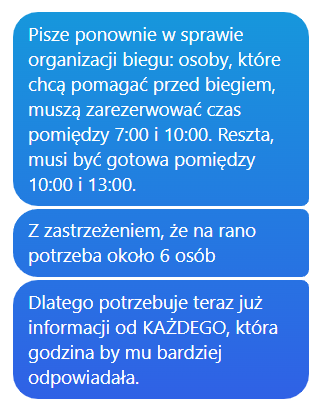 Pisze ponownie w sprawie
organizacji biegu: osoby, które
chcą pomagać przed biegiem,
muszą zarezerwować czas
pomiędzy 7:00 i 10:00. Reszta,
musi być gotowa pomiędzy
10:00 i 13:00.
Z zastrzeżeniem, że na rano
potrzeba około 6 osób
Dlatego potrzebuje teraz już
informacji od KAŻDEGO, która
godzina by mu bardziej
odpowiadała.